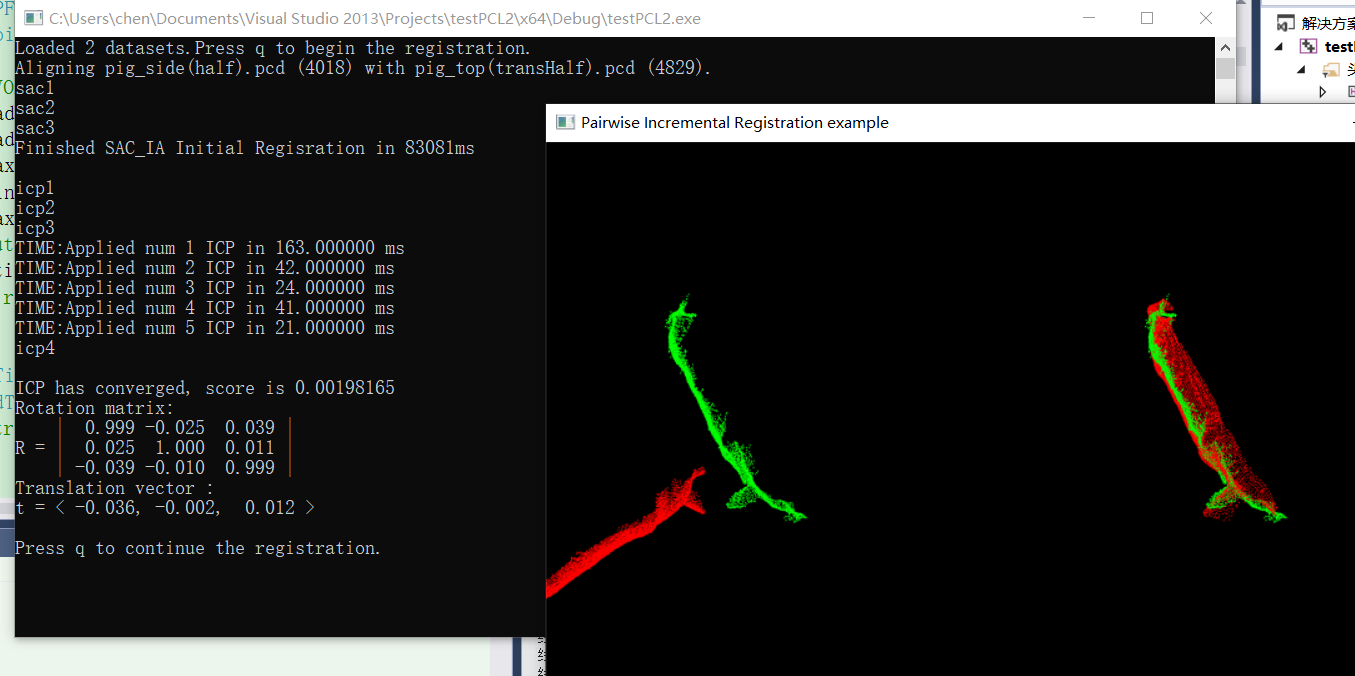 C:\Users\chen\Documents\Visual Studio 2013\Projects\testPCL2\x64\Debug\testPCL2.exe
Loaded 2 datasets.Press q to begin the registration.
Aligning pig_side(half).pcd (4018) with pig_top(transHalf).pcd (4829).
sac1
sac2
sac3
Finished SAC_IA Initial Regisration in 83081ms
icp1
icp2
icp3
TIME:Applied num 1 ICP in 163.000000 ms
TIME:Applied num 2 ICP in 42.000000 ms
TIME:Applied num 3 ICP in 24.000000 ms
TIME:Applied num 4 ICP in 41.000000 ms
TIME:Applied num 5 ICP in 21.000000 ms
icp4
ICP has converged, score is 0.00198165
Rotation matrix:
| 0.999 -0.025 0.039 |
R = | 0.025 1.000 0.011 |
| -0.039 -0.010 0.999 |
Translation vector :
t = < -0.036, -0.002, 0.012 >
Press q to continue the registration.
Pairwise Incremental Registration example
解决方案